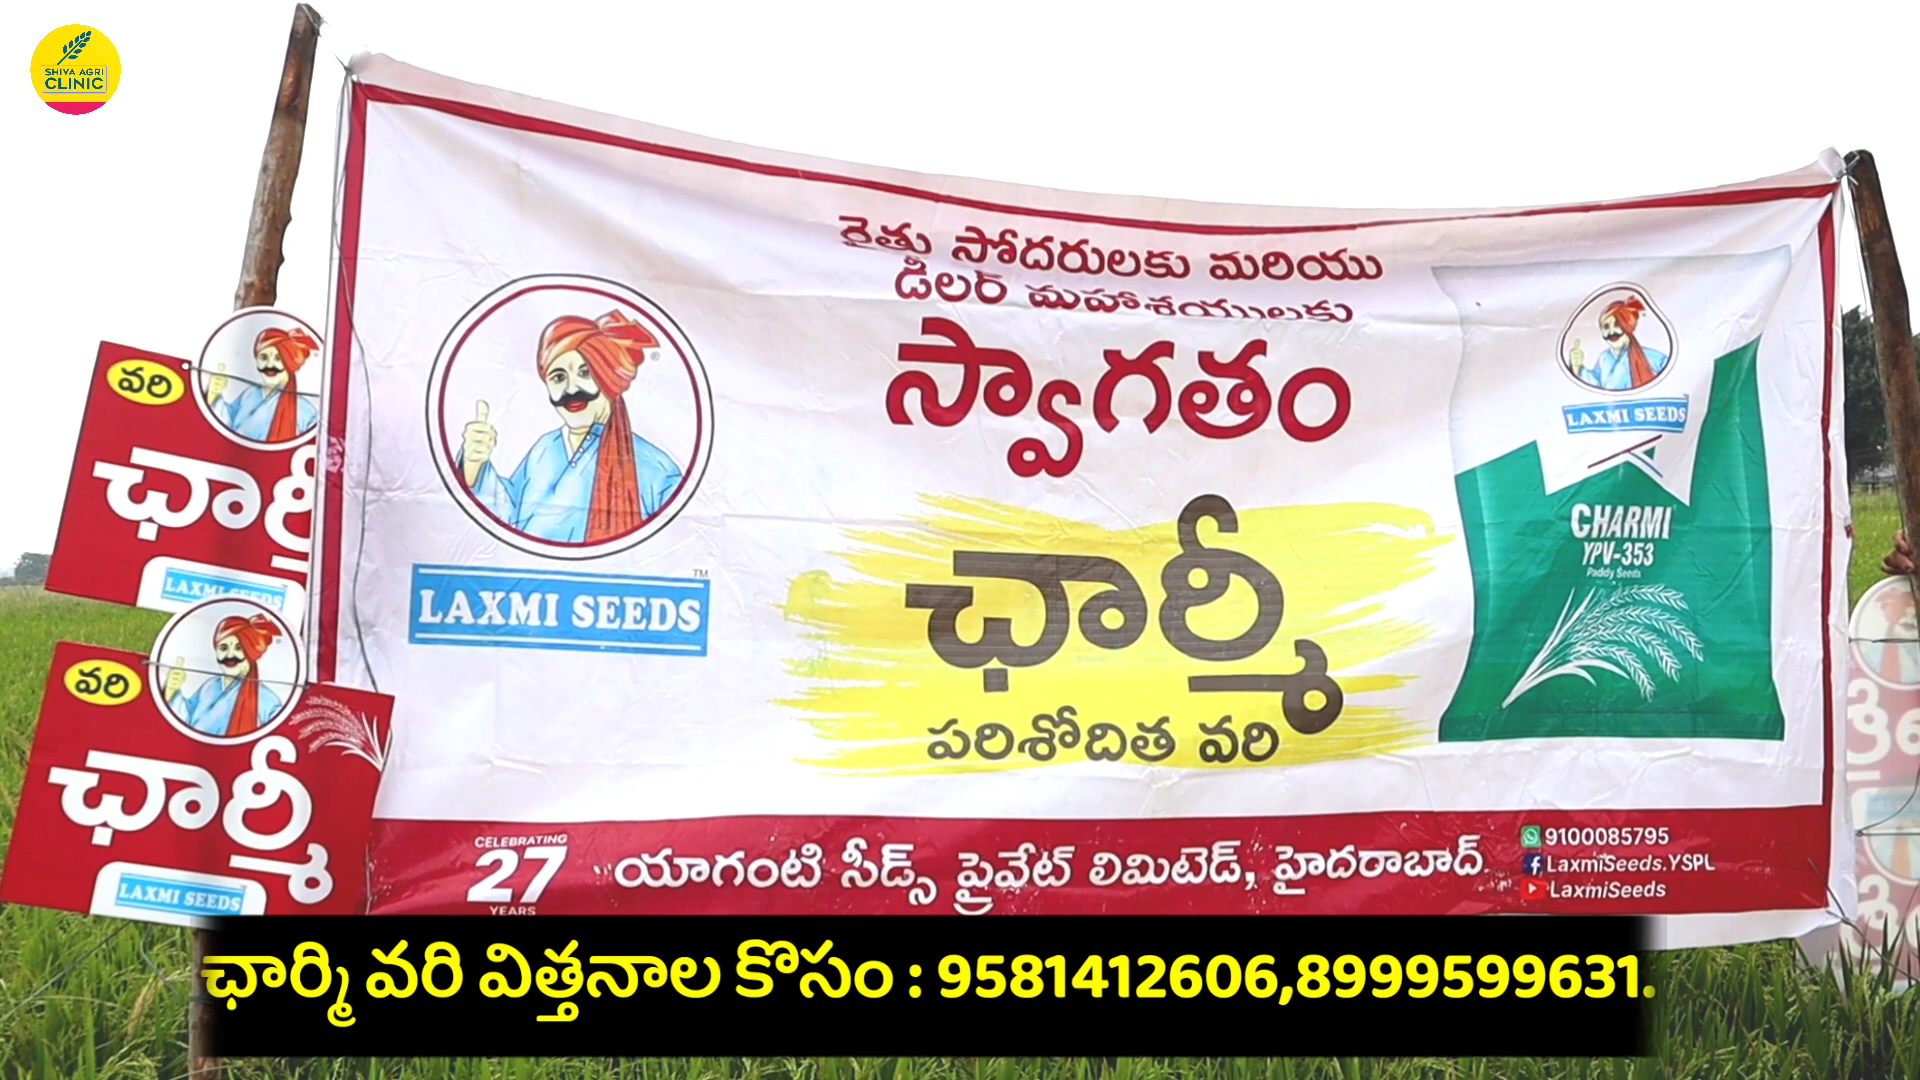 SHIVA AGRI
CLINIC
రైతు సోదరులకు మరియు
డీలర్ మహాశయులకు
స్వాగతం
ఛార్మీ
పరిశోదిత వరి
LAXMI SEEDS
TM
LAXMI SEEDS
CHARMI
YPV-353
Paddy Seeds
వరి
ఛార్మీ
LAXMI SEEDS
వరి
ఛార్మీ
LAXMI SEEDS
CELEBRATING
27
YEARS
యాగంటి సీడ్స్ ప్రైవేట్ లిమిటెడ్, హైదరాబాద్.
9100085795
LaxmiSeeds.YSPL
LaxmiSeeds
ఛార్మి వరి విత్తనాల కొసం : 9581412606,8999599631.